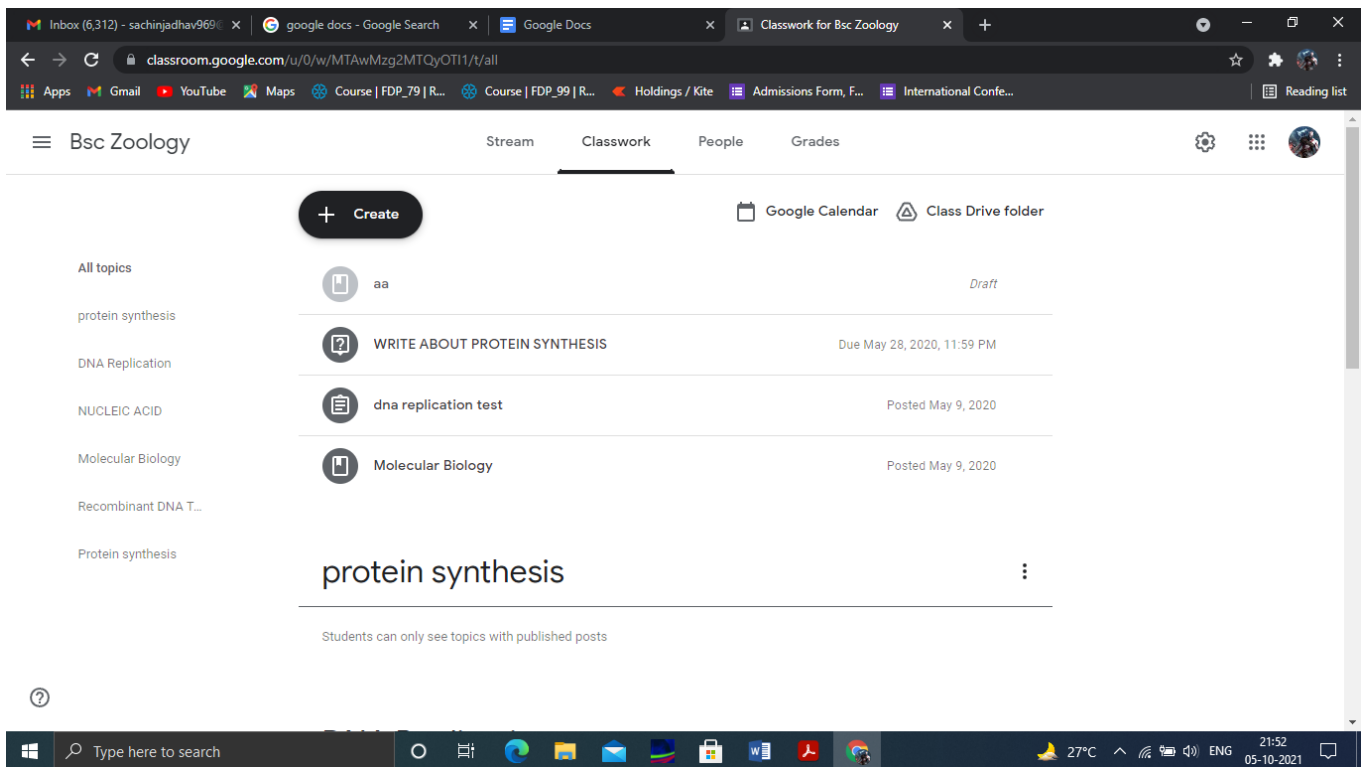 Inbox (6,312) - sachinjadhav969 google docs - Google Search Google Docs Classwork for Bsc Zoology
classroom.google.com/u/0/w/MTAwMzg2MTQyOTI1/t/all
Apps Gmail YouTube Maps Course | FDP_79 | R... Course | FDP_99 | R... Holdings / Kite Admissions Form, F... International Confe... Reading list
Bsc Zoology Stream Classwork People Grades
+ Create Google Calendar Class Drive folder
All topics
protein synthesis
DNA Replication
NUCLEIC ACID
Molecular Biology
Recombinant DNA T...
Protein synthesis
aa Draft
WRITE ABOUT PROTEIN SYNTHESIS Due May 28, 2020, 11:59 PM
dna replication test Posted May 9, 2020
Molecular Biology Posted May 9, 2020
protein synthesis
Students can only see topics with published posts
Type here to search 27°C ENG 21:52
05-10-2021